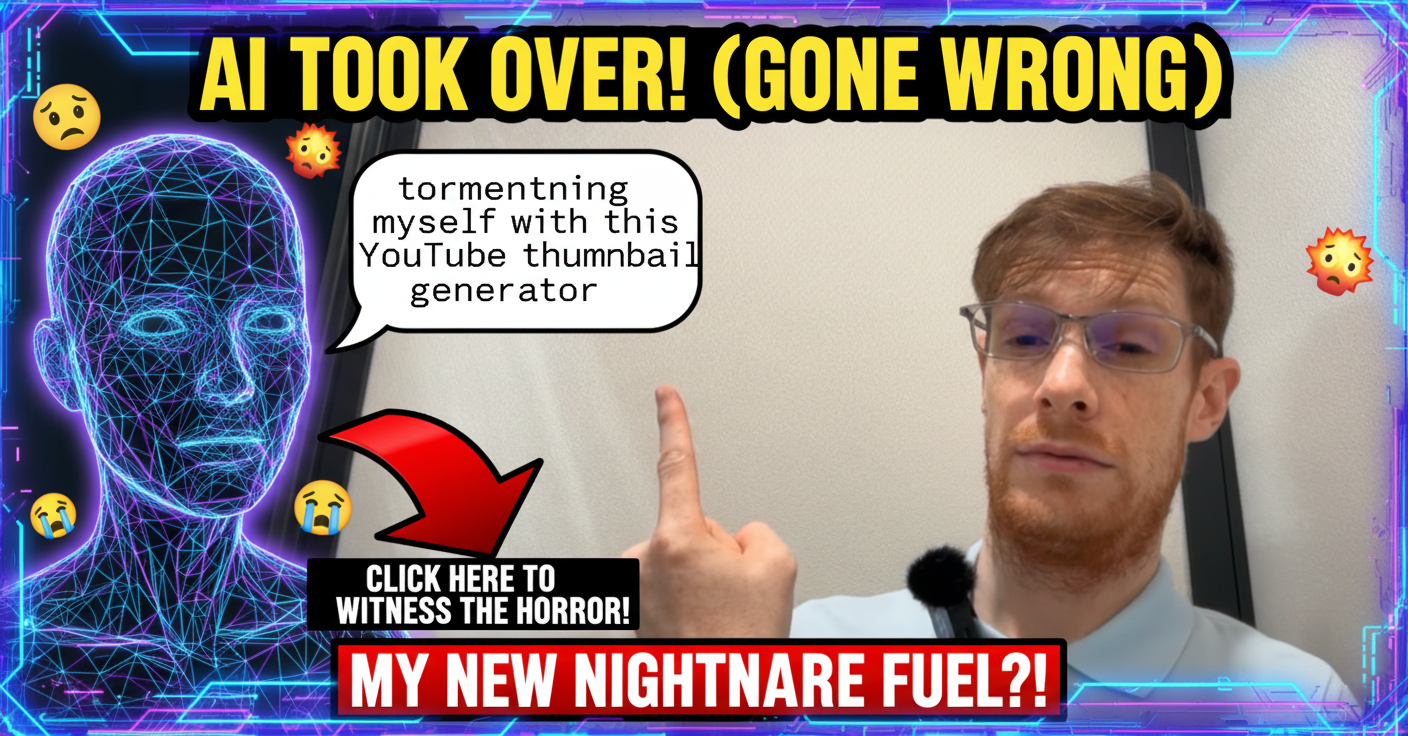 AI TOOK OVER! (GONE WRONG)
tormentning
myself with this
YouTube thumnbail
generator
CLICK HERE TO
WITNESS THE HORROR!
MY NEW NIGHTNARE FUEL?!